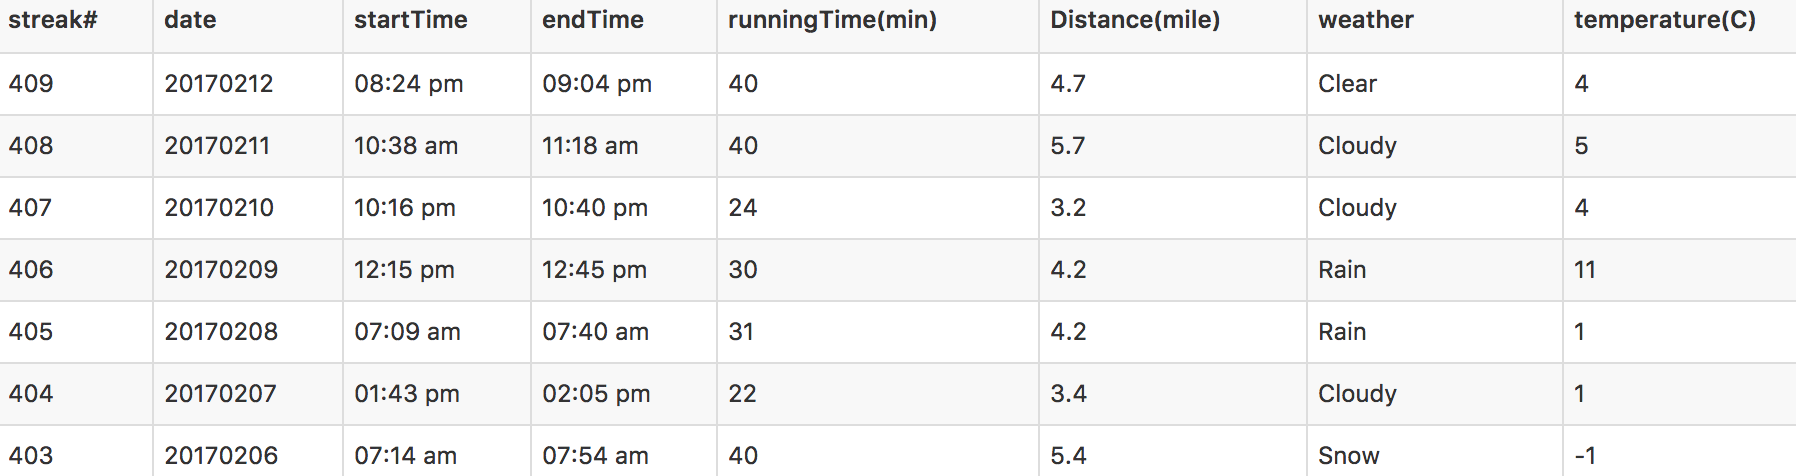 streak# date startTime endTime runningTime(min) Distance(mile) weather temperature(C)
409 20170212 08:24 pm 09:04 pm 40 4.7 Clear 4
408 20170211 10:38 am 11:18 am 40 5.7 Cloudy 5
407 20170210 10:16 pm 10:40 pm 24 3.2 Cloudy 4
406 20170209 12:15 pm 12:45 pm 30 4.2 Rain 11
405 20170208 07:09 am 07:40 am 31 4.2 Rain 1
404 20170207 01:43 pm 02:05 pm 22 3.4 Cloudy 1
403 20170206 07:14 am 07:54 am 40 5.4 Snow -1